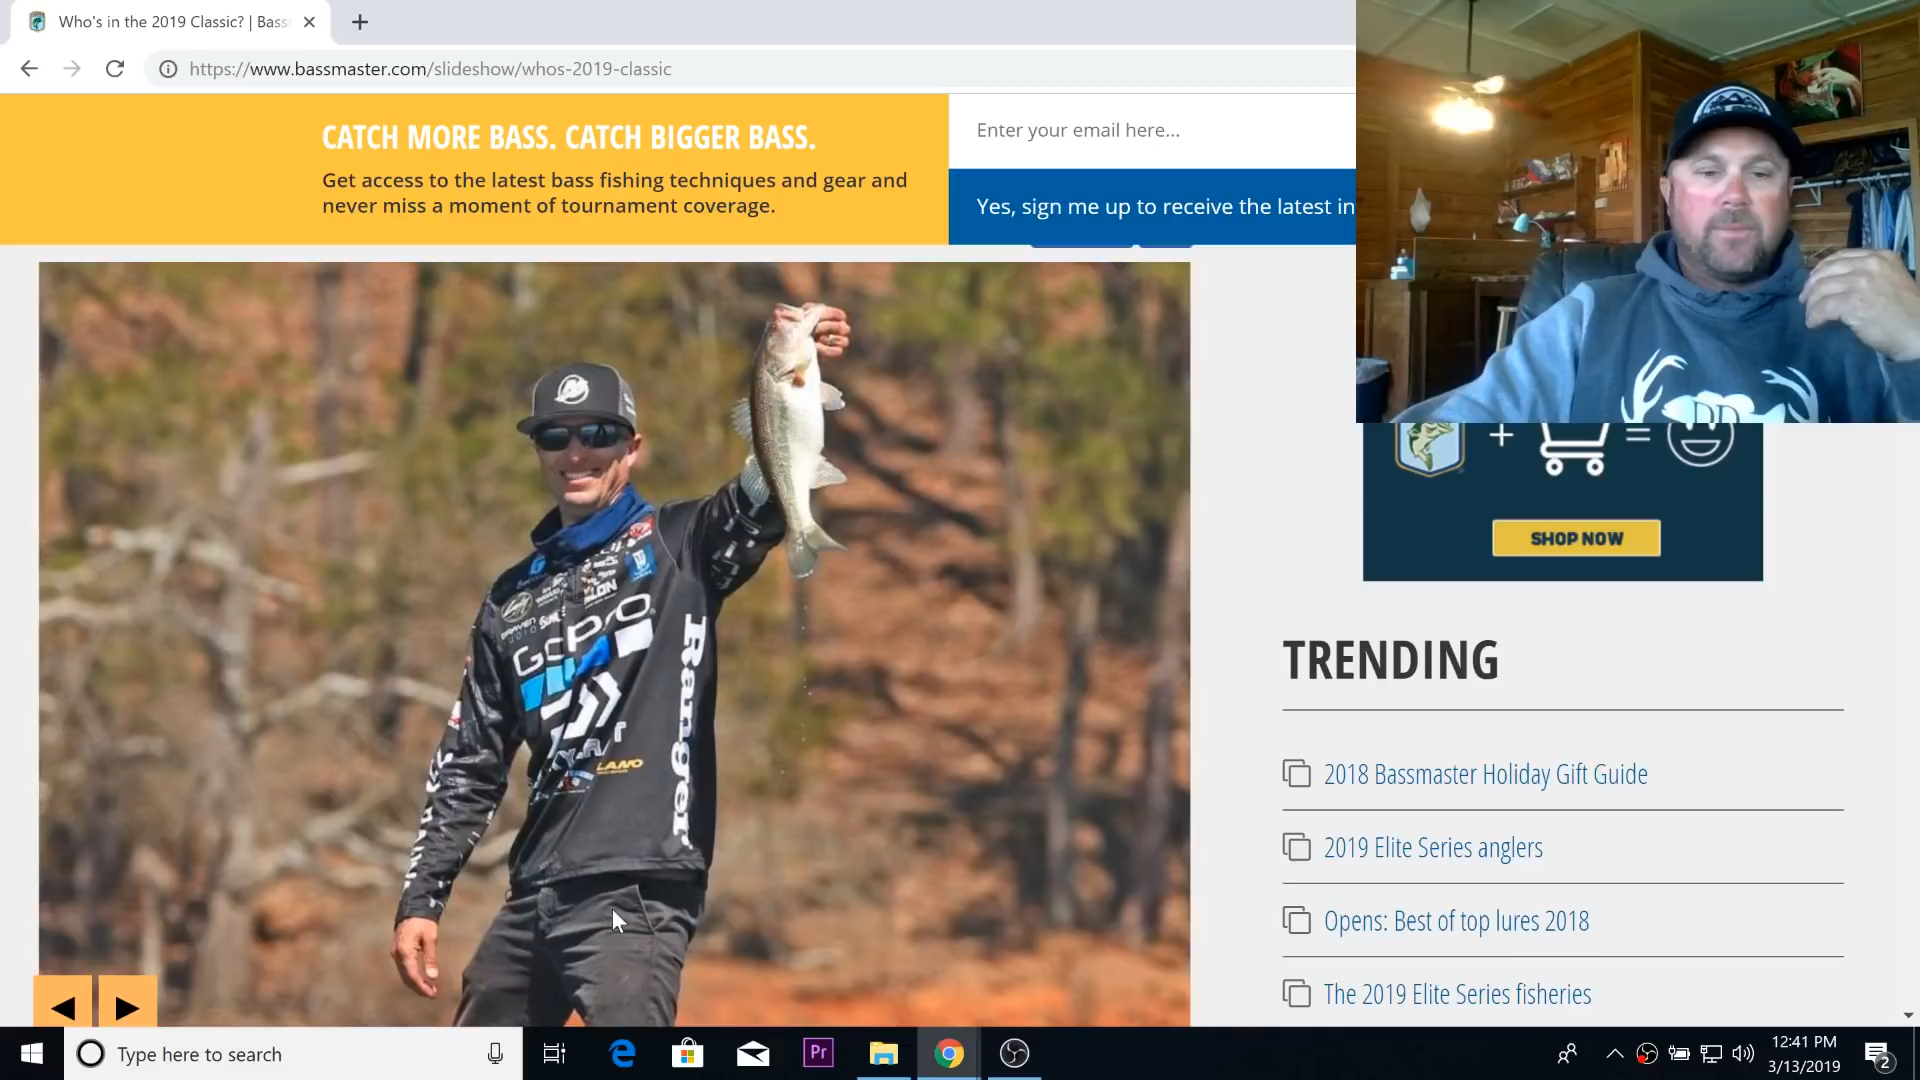 Who's in the 2019 Classic? | Bass
https://www.bassmaster.com/slideshow/whos-2019-classic
CATCH MORE BASS. CATCH BIGGER BASS.
Get access to the latest bass fishing techniques and gear and
never miss a moment of tournament coverage.
Enter your email here...
Yes, sign me up to receive the latest in
GoPro
Ranger
LAND
SHOP NOW
TRENDING
2018 Bassmaster Holiday Gift Guide
2019 Elite Series anglers
Opens: Best of top lures 2018
The 2019 Elite Series fisheries
Type here to search
Pr
12:41 PM
3/13/2019
2